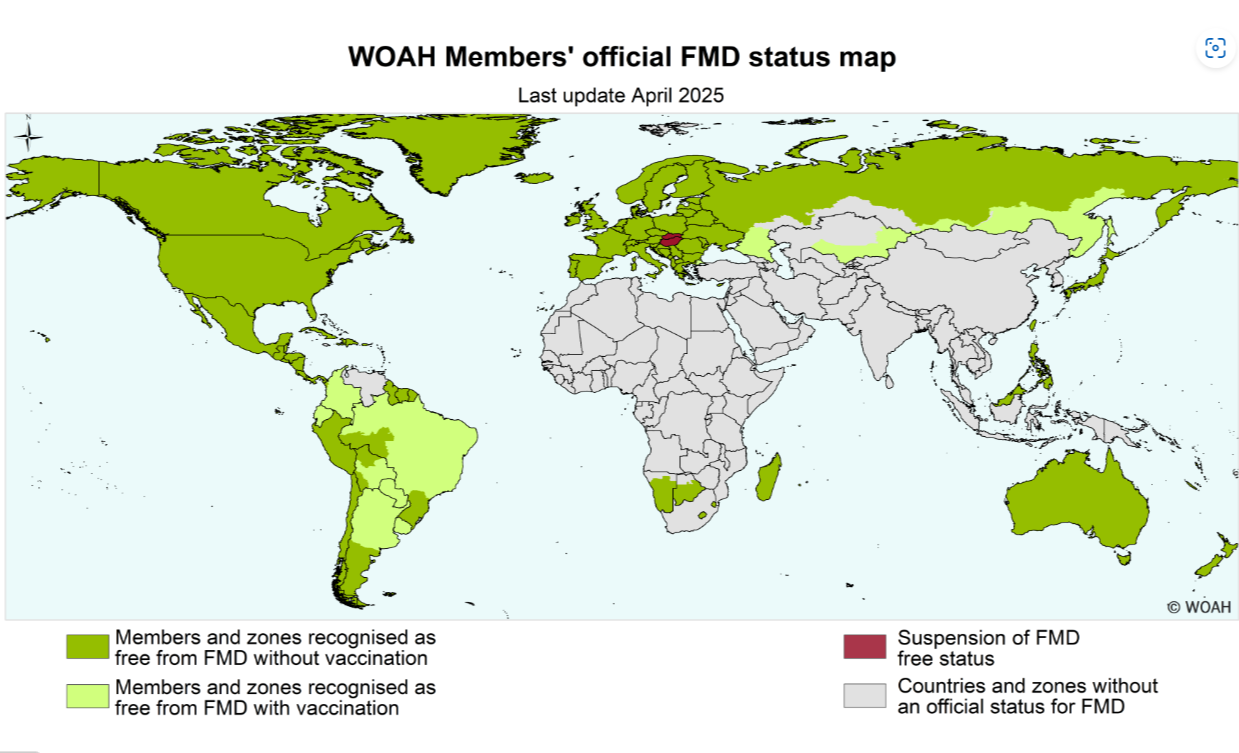 WOAH Members' official FMD status map
Last update April 2025
N
© WOAH
Members and zones recognised as
free from FMD without vaccination
Members and zones recognised as
free from FMD with vaccination
Suspension of FMD
free status
Countries and zones without
an official status for FMD